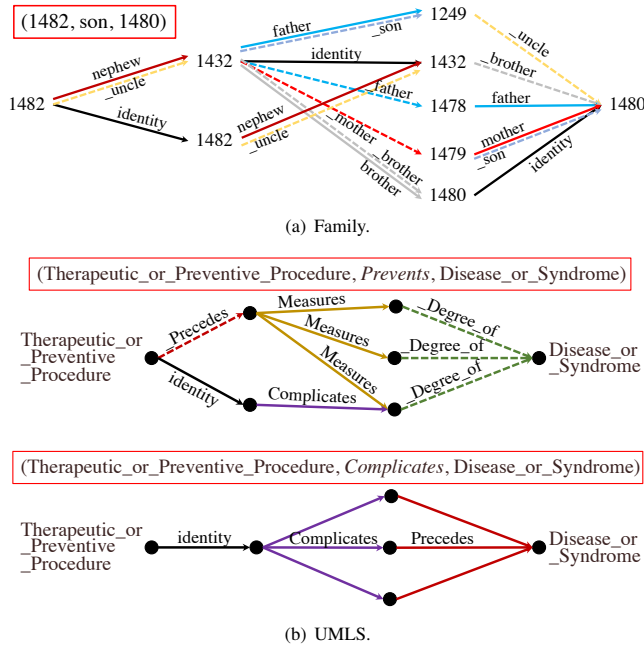 (1482, son, 1480)
1249
father
_son
_uncle
nephew
_uncle
1432
identity
1432
_brother
1482
_father
1478
father
1480
identity
nephew
_uncle
1482
_mother
_brother
brother
1479
mother
_son
identity
1480
(a) Family.
(Therapeutic_or_Preventive_Procedure, Prevents, Disease_or_Syndrome)
Measures
_Degree_of
_Precedes
Therapeutic_or
_Preventive
_Procedure
Measures
_Degree_of
Disease_or
_Syndrome
Measures
_Degree_of
identity
Complicates
(Therapeutic_or_Preventive_Procedure, Complicates, Disease_or_Syndrome)
Therapeutic_or
_Preventive
_Procedure
identity
Complicates
Precedes
Disease_or
_Syndrome
(b) UMLS.